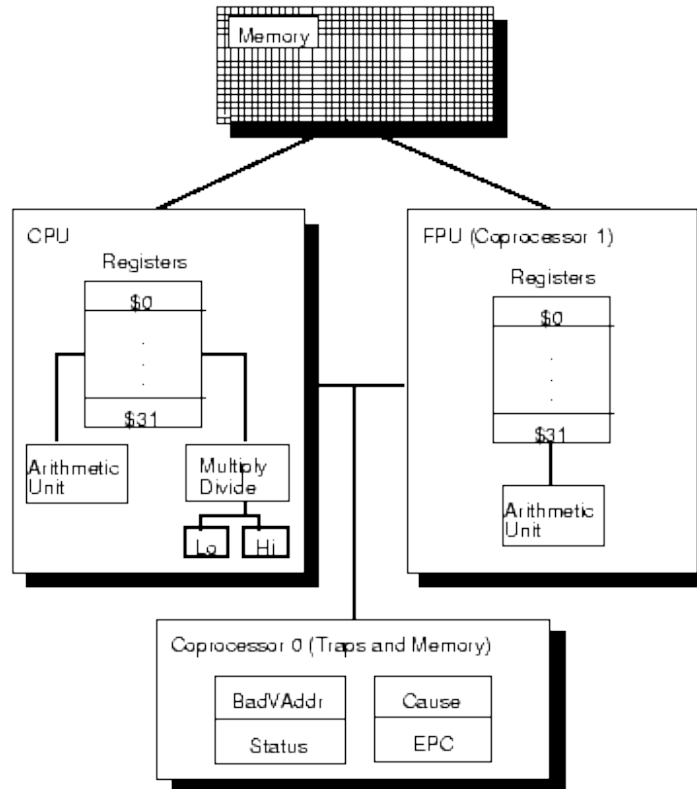 Memory
CPU
Registers
$0
.
.
.
$31
Arithmetic
Unit
Multiply
Divide
Lo
Hi
FPU (Coprocessor 1)
Registers
$0
.
.
.
$31
Arithmetic
Unit
Coprocessor 0 (Traps and Memory)
BadVAddr
Cause
Status
EPC